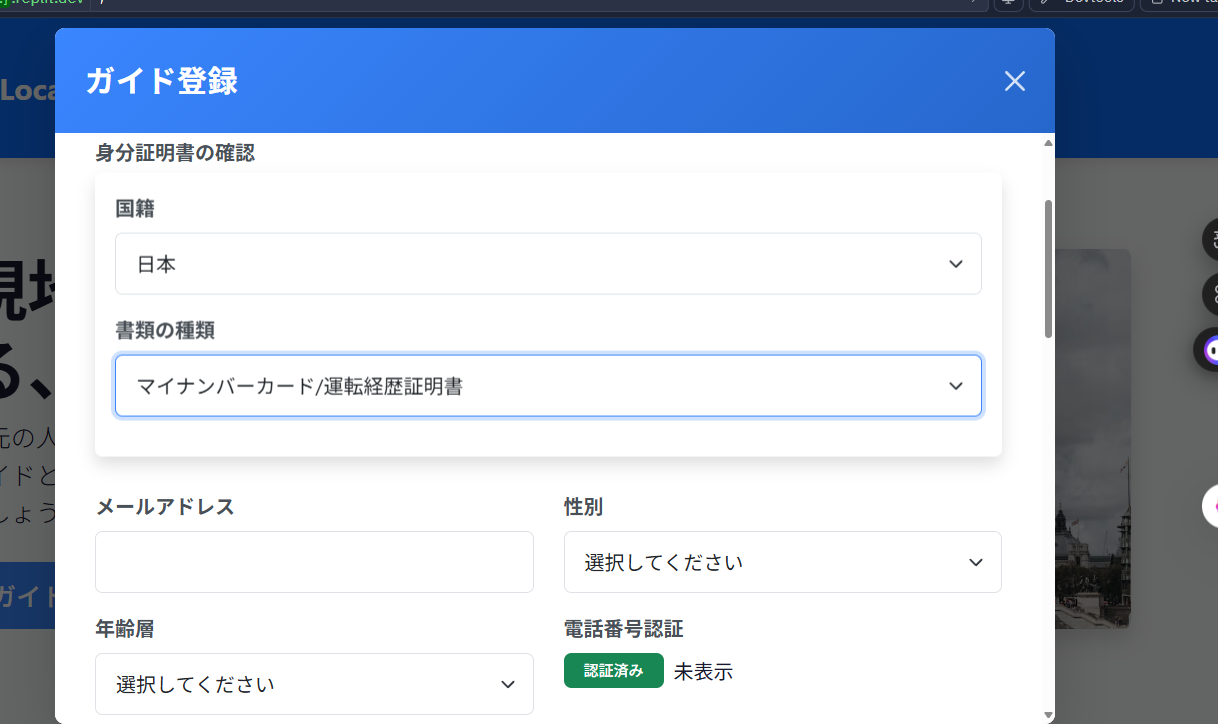 .replit.dev
Devtools
New ta
Loca
ガイド登録
身分証明書の確認
国籍
日本
書類の種類
マイナンバーカード/運転経歴証明書
メールアドレス
性別
選択してください
年齢層
電話番号認証
選択してください
認証済み 未表示
現地
る、
元の人
イドと
しょう
ガイド